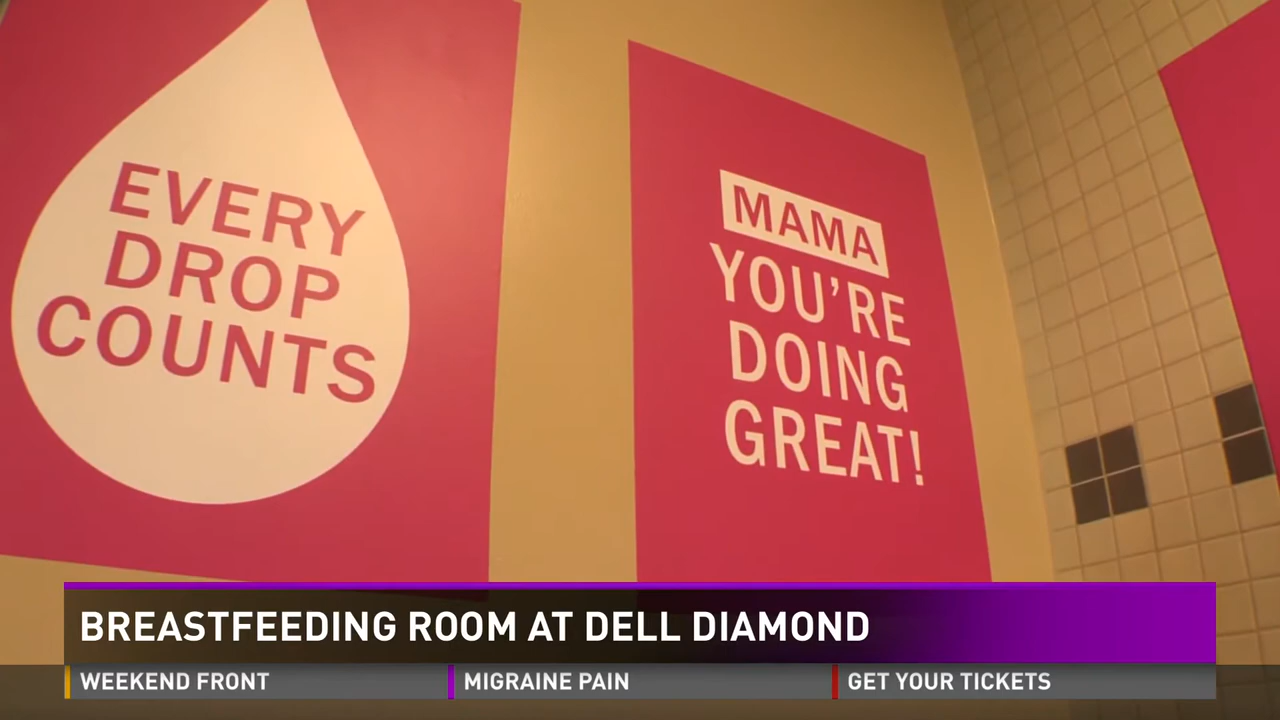 EVERY
DROP
COUNTS
MAMA
YOU'RE
DOING
GREAT!
BREASTFEEDING ROOM AT DELL DIAMOND
WEEKEND FRONT
MIGRAINE PAIN
GET YOUR TICKETS